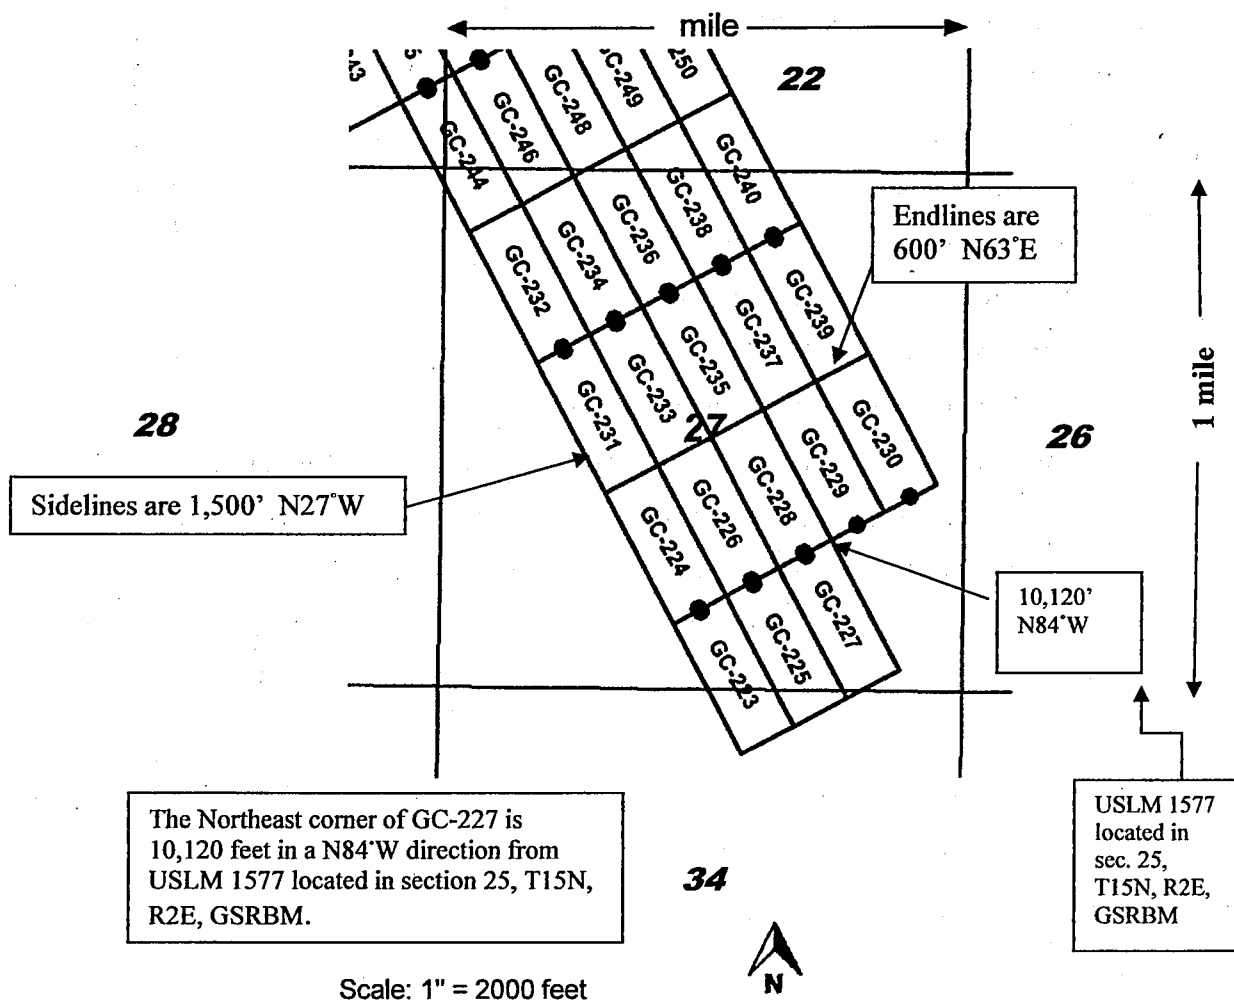 mile
22
A3
5
GC-248
GC-249
250
GC-244
GC-246
GC-240
GC-238
GC-236
GC-234
GC-232
Endlines are
600' N63°E
GC-239
GC-237
GC-235
GC-233
GC-231
27
28
26
1 mile
Sidelines are 1,500' N27°W
GC-230
GC-229
GC-228
GC-226
GC-224
10,120'
N84°W
GC-227
GC-225
GC-223
The Northeast corner of GC-227 is
10,120 feet in a N84°W direction from
USLM 1577 located in section 25, T15N,
R2E, GSRBM.
34
USLM 1577
located in
sec. 25,
T15N, R2E,
GSRBM
N
Scale: 1" = 2000 feet